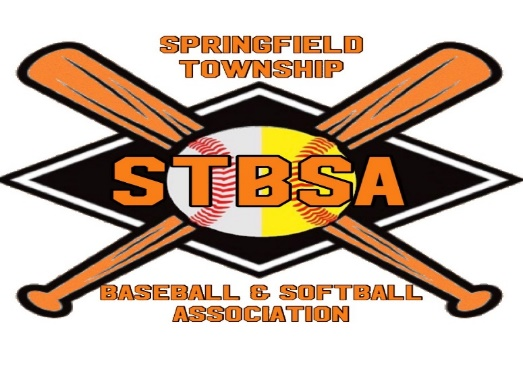 SPRINGFIELD
TOWNSHIP
STBSA
BASEBALL & SOFTBALL
ASSOCIATION